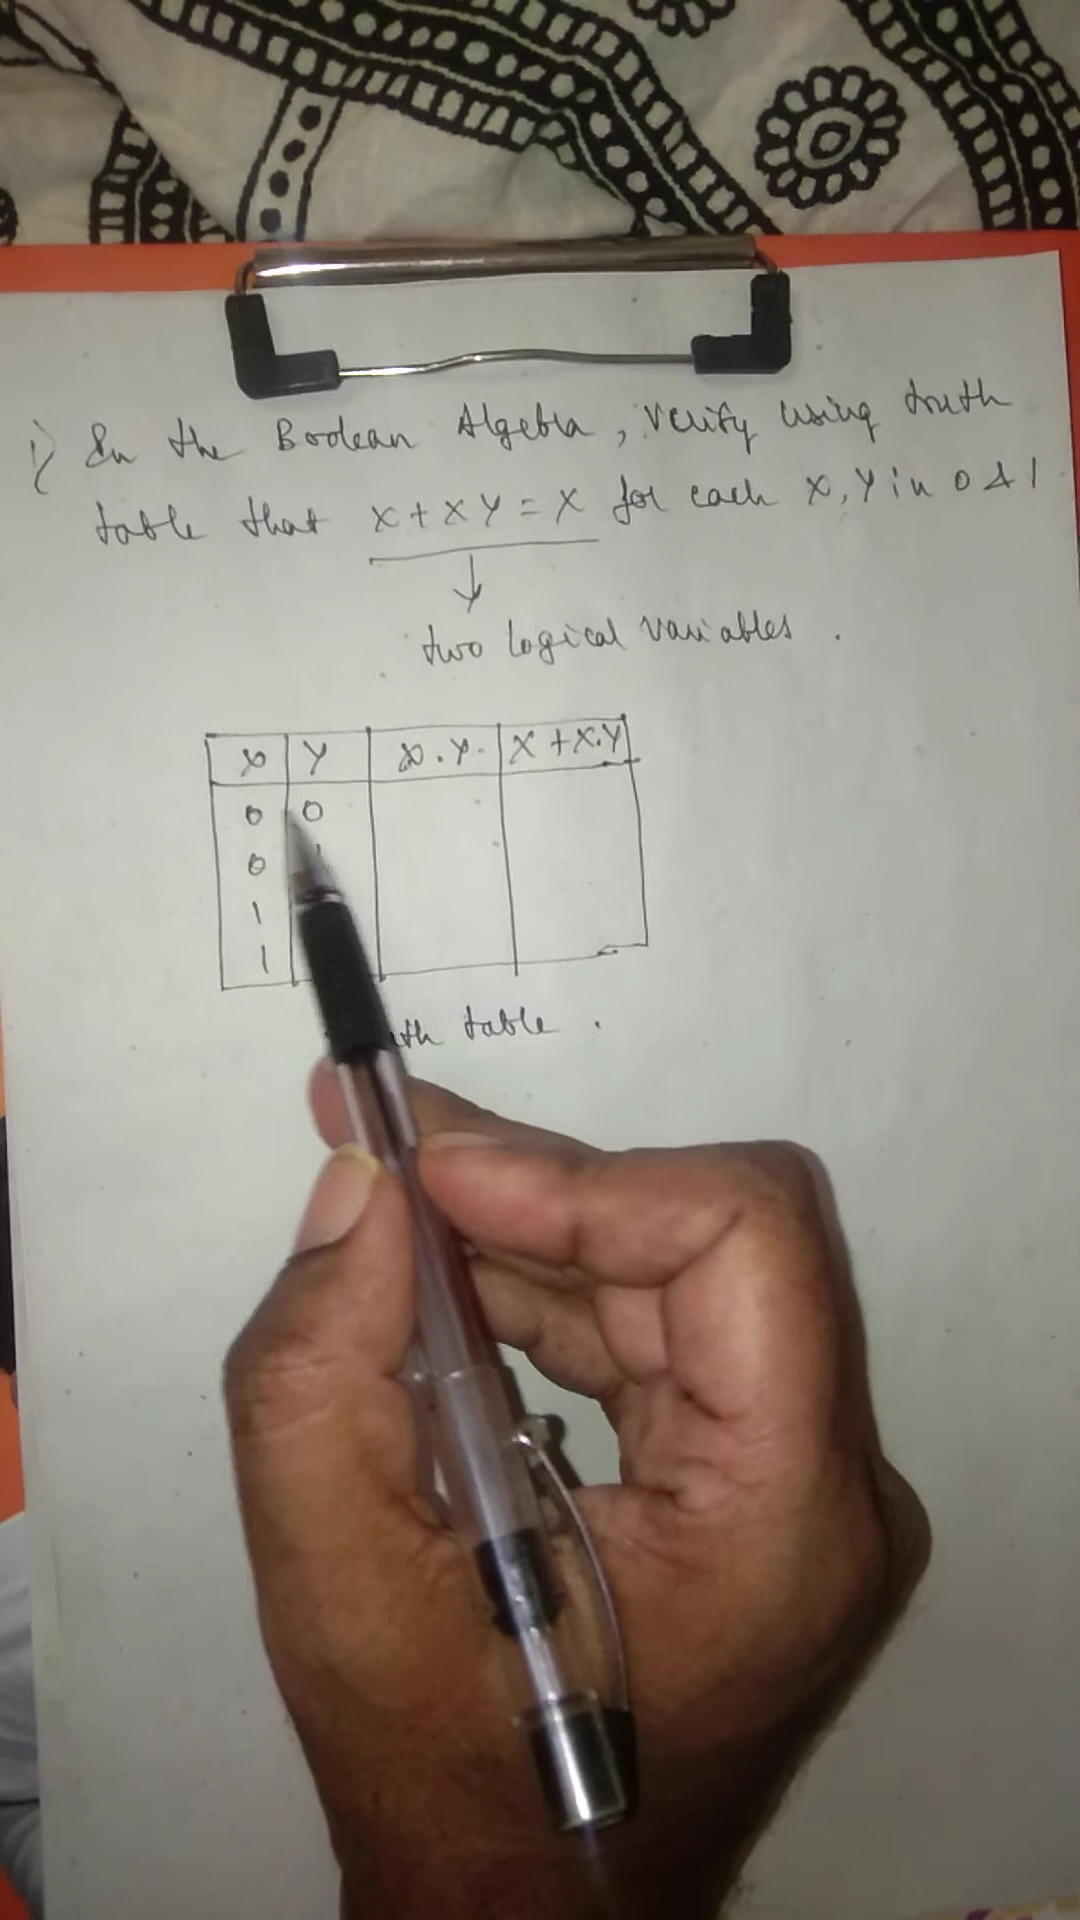 i) In the Boolean Algebra, Verify using truth
table that X + X Y = X for each X, Y in 0 & 1
two logical variables.
X Y X.Y. X + X.Y
0 0
0
1
1
table.